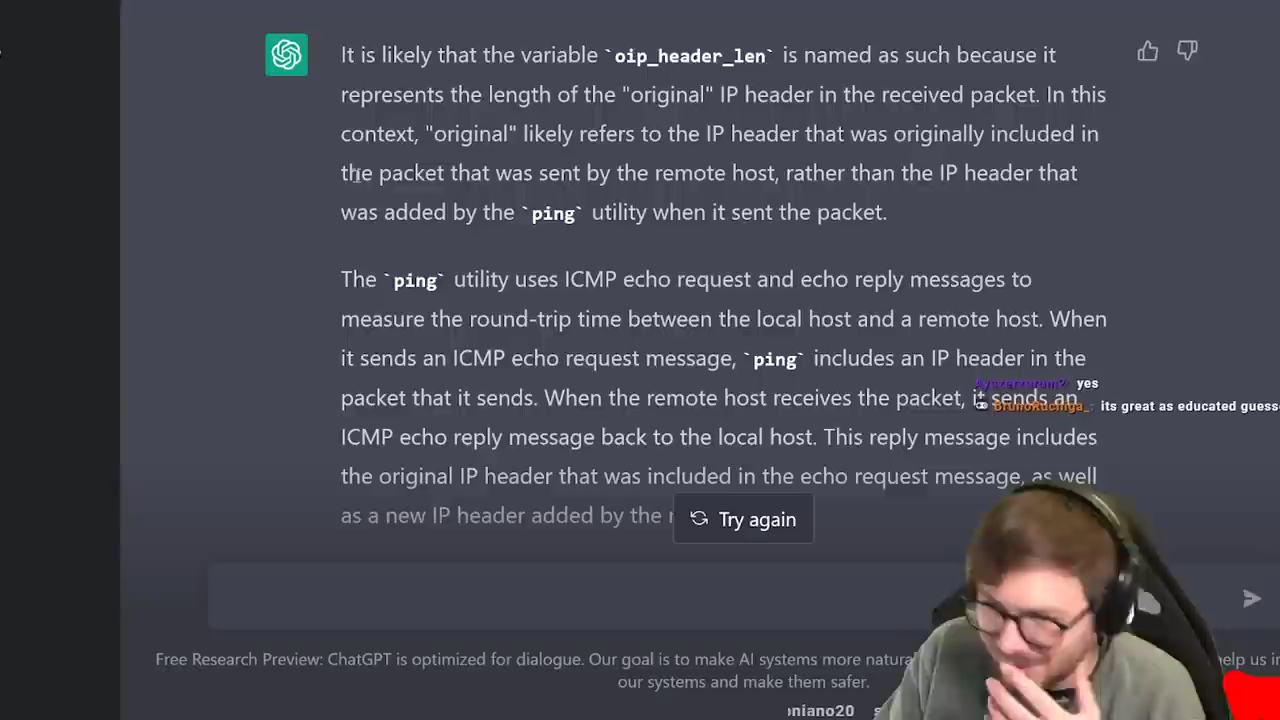 It is likely that the variable `oip_header_len` is named as such because it
represents the length of the "original" IP header in the received packet. In this
context, "original" likely refers to the IP header that was originally included in
the packet that was sent by the remote host, rather than the IP header that
was added by the `ping` utility when it sent the packet.
The `ping` utility uses ICMP echo request and echo reply messages to
measure the round-trip time between the local host and a remote host. When
it sends an ICMP echo request message, `ping` includes an IP header in the
yes
packet that it sends. When the remote host receives the packet, it sends an
BrunoRucinga_: its great as educated guess
ICMP echo reply message back to the local host. This reply message includes
the original IP header that was included in the echo request message, as well
as a new IP header added by the
Try again
Free Research Preview: ChatGPT is optimized for dialogue. Our goal is to make AI systems more natura help us i
our systems and make them safer.
oniano20